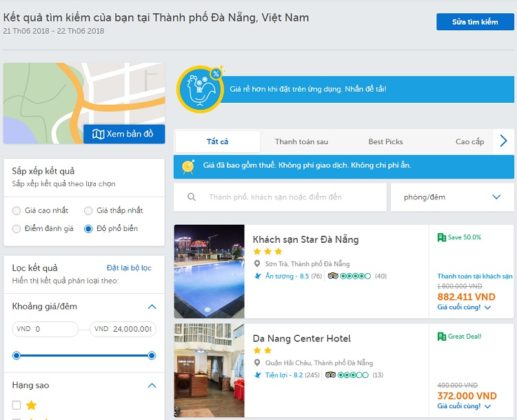 Kết quả tìm kiếm của bạn tại Thành phố Đà Nẵng, Việt Nam
21 Th06 2018 - 22 Th06 2018
Sửa tìm kiếm
Xem bản đồ
%
Giá rẻ hơn khi đặt trên ứng dụng. Nhấn để tải!
Tất cả
Thanh toán sau
Best Picks
Cao cấp
Giá đã bao gồm thuế. Không phí giao dịch. Không chi phí ẩn.
Thành phố, khách sạn hoặc điểm đến
phòng/đêm
Sắp xếp kết quả
Sắp xếp kết quả theo lựa chọn
Giá cao nhất
Giá thấp nhất
Điểm đánh giá
Độ phổ biến
Lọc kết quả
Đặt lại bộ lọc
Hiển thị kết quả phân loại theo:
Khoảng giá/đêm
VND 0
VND 24,000,00
Hạng sao
Khách sạn Star Đà Nẵng
Sơn Trà, Thành phố Đà Nẵng
Ấn tượng - 8.5 (76)
(40)
Save 50.0%
Thanh toán tại khách sạn
1.800.000 VND
882.411 VND
Giá cuối cùng!
Da Nang Center Hotel
Quận Hải Châu, Thành phố Đà Nẵng
Tiện lợi - 8.2 (245)
(13)
Great Deal!
400.000 VND
372.000 VND
Giá cuối cùng!